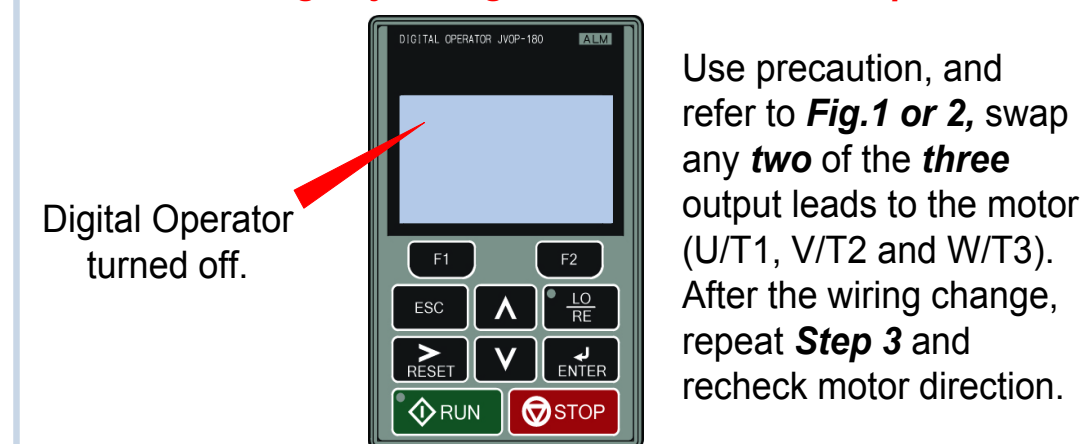 DIGITAL OPERATOR JVOP-180 ALM
Digital Operator
turned off.
F1 F2
ESC LO
RE
RESET ENTER
RUN STOP
Use precaution, and
refer to Fig.1 or 2, swap
any two of the three
output leads to the motor
(U/T1, V/T2 and W/T3).
After the wiring change,
repeat Step 3 and
recheck motor direction.